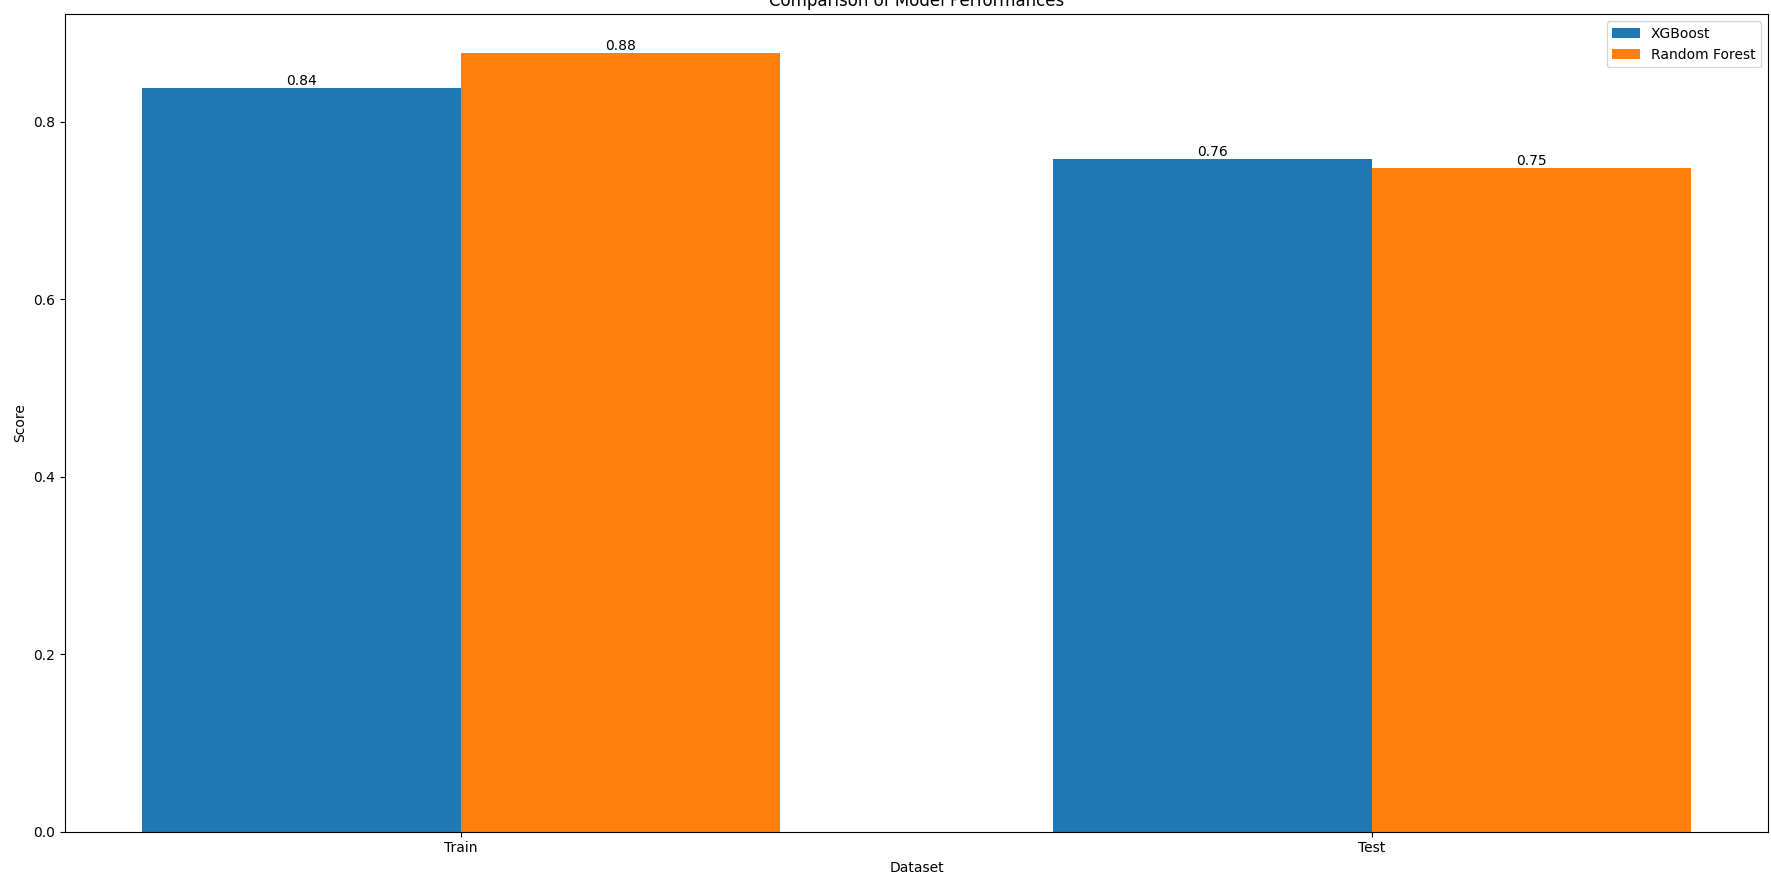 Comparison of Model Performances
XGBoost
Random Forest
0.88
0.84
0.76
0.75
0.8
0.6
0.4
0.2
0.0
Score
Train
Test
Dataset